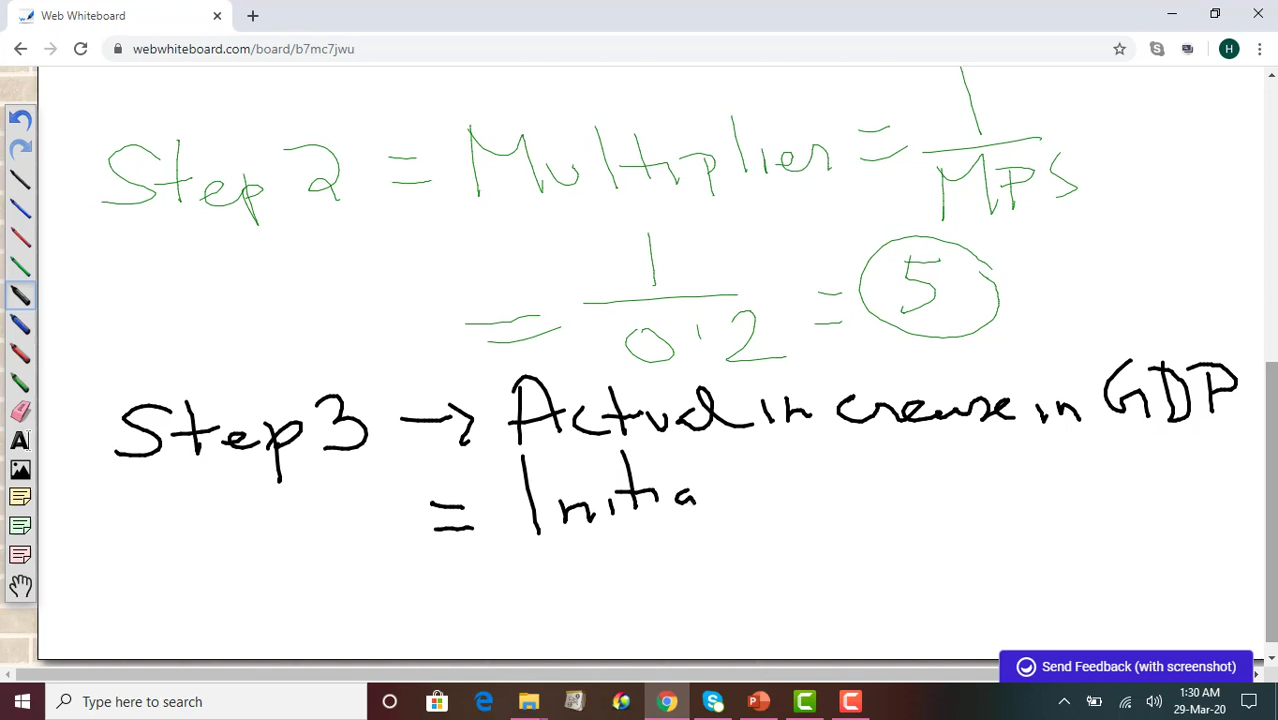 Web Whiteboard
webwhiteboard.com/board/b7mc7jwu
H
Step 2 = Multiplier = 1
MPS
= 1 = 5
0.2
Step 3 → Actual increase in GDP
= Initia
A
Send Feedback (with screenshot)
Type here to search
1:30 AM
29-Mar-20